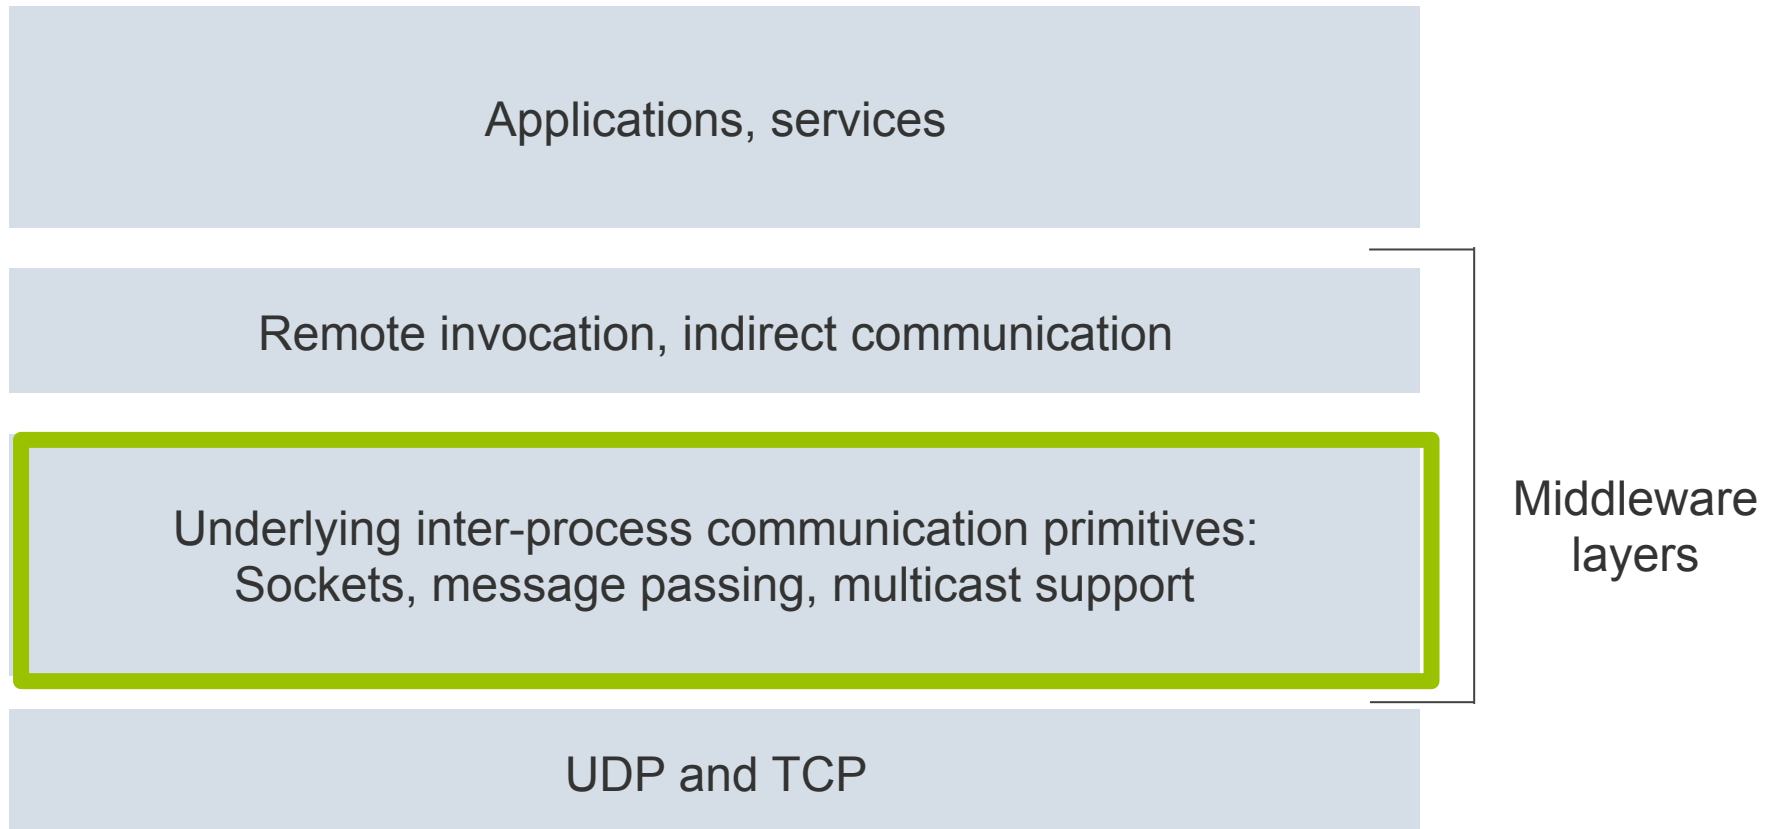 Applications, services
Remote invocation, indirect communication
Underlying inter-process communication primitives:
Sockets, message passing, multicast support
Middleware
layers
UDP and TCP